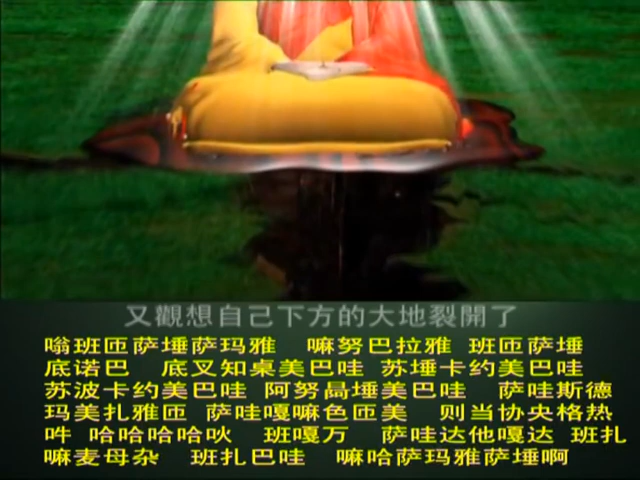 又觀想自己下方的大地裂開了
嗡班匝萨埵萨玛雅 嘛努巴拉雅 班匝萨埵
底诺巴 底叉知桌美巴哇 苏埵卡约美巴哇
苏波卡约美巴哇 阿努晑埵美巴哇 萨哇斯德
玛美扎雅匝 萨哇嘎嘛色匝美 则当协央格热
吽 哈哈哈哈吙 班嘎万 萨哇达他嘎达 班扎
嘛麦母杂 班扎巴哇 嘛哈萨玛雅萨埵啊